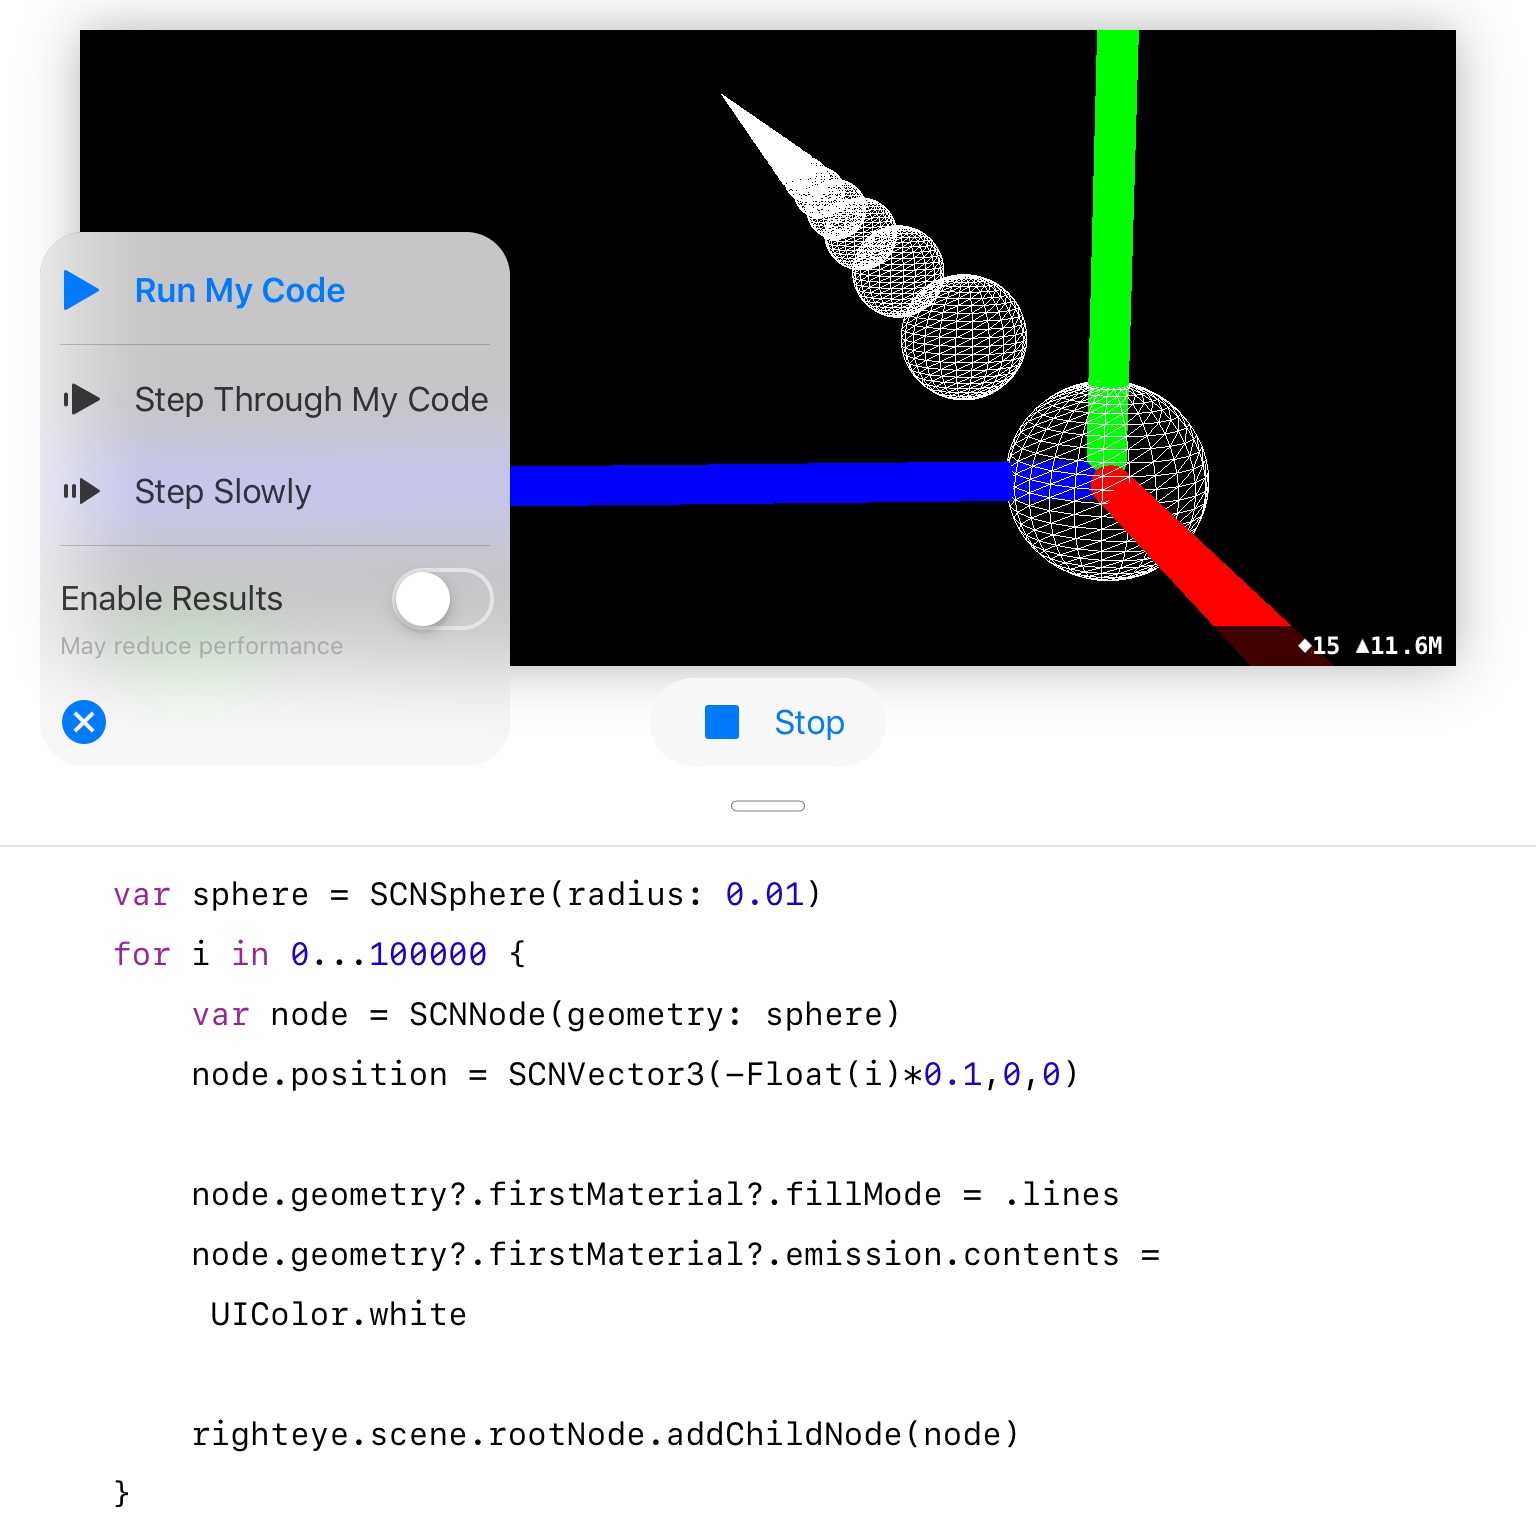 Run My Code
Step Through My Code
Step Slowly
Enable Results
May reduce performance
◆15 ▲11.6M
Stop
var sphere = SCNSphere(radius: 0.01)
for i in 0...100000 {
var node = SCNNode(geometry: sphere)
node.position = SCNVector3(-Float(i)*0.1,0,0)
node.geometry?.firstMaterial?.fillMode = .lines
node.geometry?.firstMaterial?.emission.contents =
UIColor.white
righteye.scene.rootNode.addChildNode(node)
}